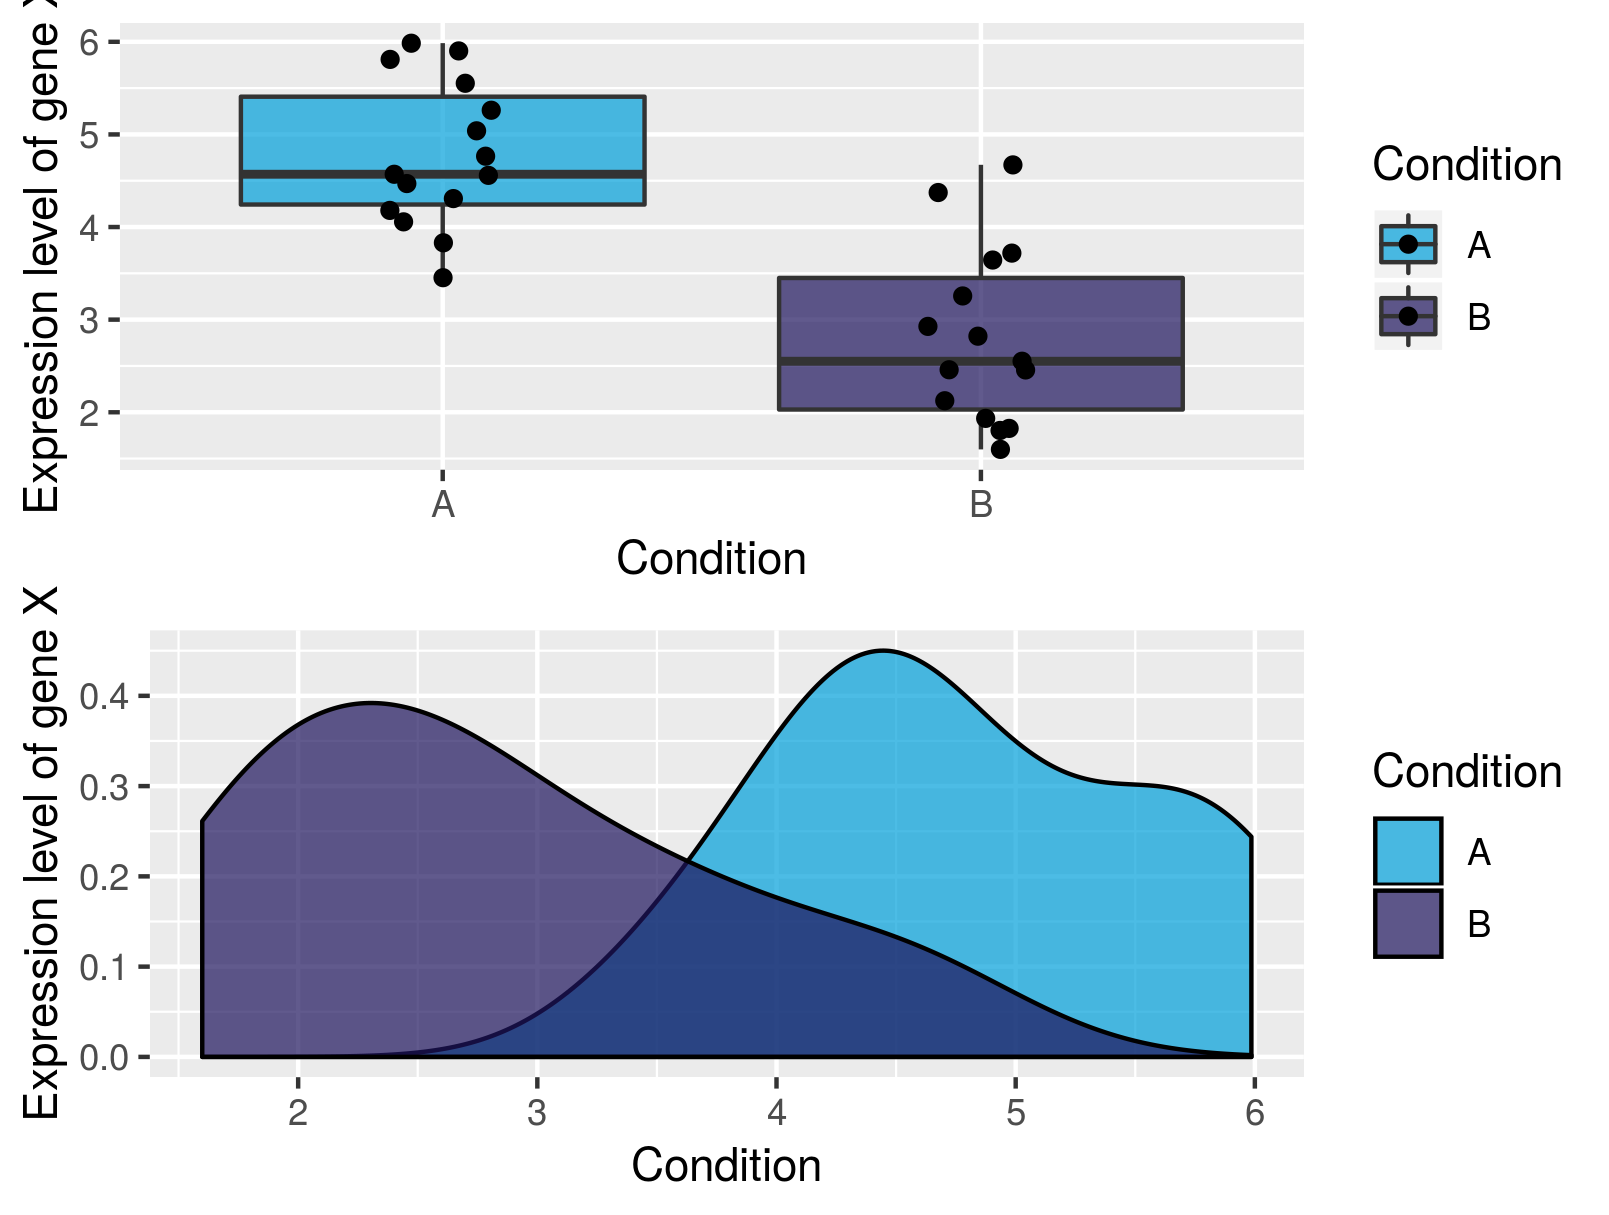 Expression level of gene X
6
5
4
3
2
A
B
Condition
Condition
A
B
Expression level of gene X
0.4
0.3
0.2
0.1
0.0
2
3
4
5
6
Condition
Condition
A
B